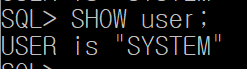 SQL> SHOW user;
USER is "SYSTEM"